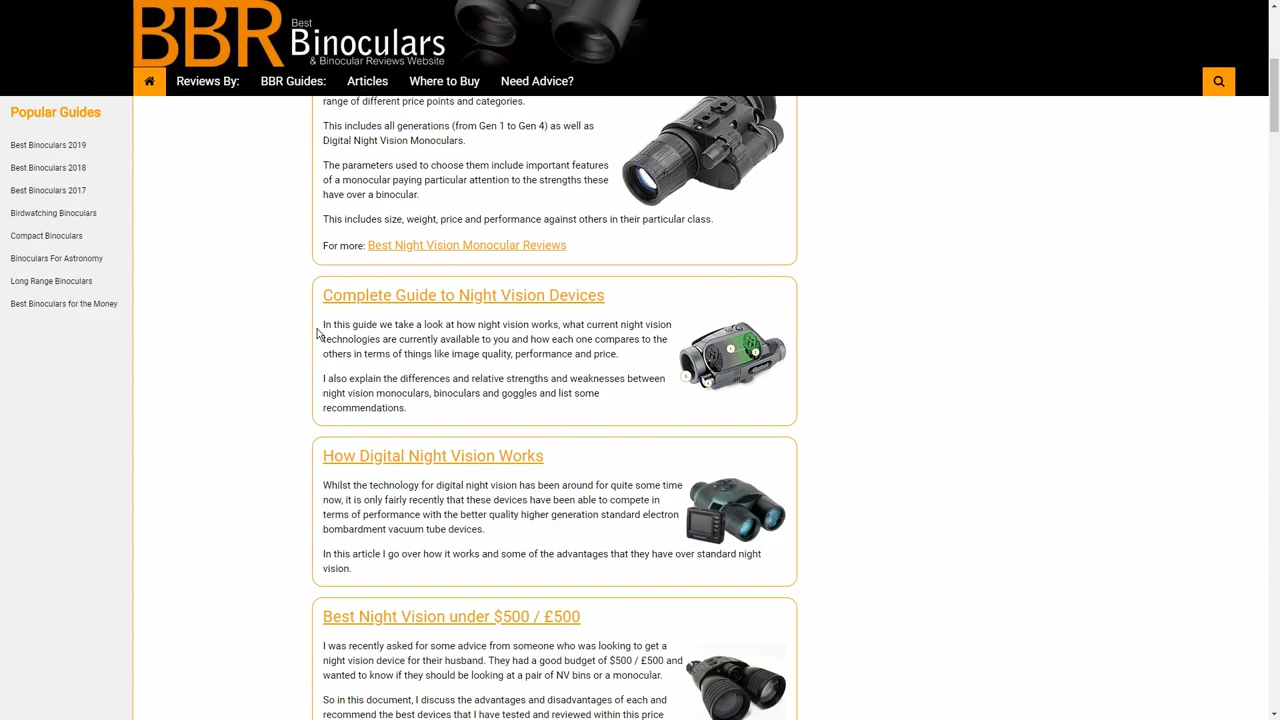 BBR Best
Binoculars
& Binocular Reviews Website
Reviews By: BBR Guides: Articles Where to Buy Need Advice?
Popular Guides
Best Binoculars 2019
Best Binoculars 2018
Best Binoculars 2017
Birdwatching Binoculars
Compact Binoculars
Binoculars For Astronomy
Long Range Binoculars
Best Binoculars for the Money
range of different price points and categories.
This includes all generations (from Gen 1 to Gen 4) as well as
Digital Night Vision Monoculars.
The parameters used to choose them include important features
of a monocular paying particular attention to the strengths these
have over a binocular.
This includes size, weight, price and performance against others in their particular class.
For more: Best Night Vision Monocular Reviews
Complete Guide to Night Vision Devices
In this guide we take a look at how night vision works, what current night vision
technologies are currently available to you and how each one compares to the
others in terms of things like image quality, performance and price.
I also explain the differences and relative strengths and weaknesses between
night vision monoculars, binoculars and goggles and list some
recommendations.
How Digital Night Vision Works
Whilst the technology for digital night vision has been around for quite some time
now, it is only fairly recently that these devices have been able to compete in
terms of performance with the better quality higher generation standard electron
bombardment vacuum tube devices.
In this article I go over how it works and some of the advantages that they have over standard night
vision.
Best Night Vision under $500 / £500
I was recently asked for some advice from someone who was looking to get a
night vision device for their husband. They had a good budget of $500 / £500 and
wanted to know if they should be looking at a pair of NV bins or a monocular.
So in this document, I discuss the advantages and disadvantages of each and
recommend the best devices that I have tested and reviewed within this price